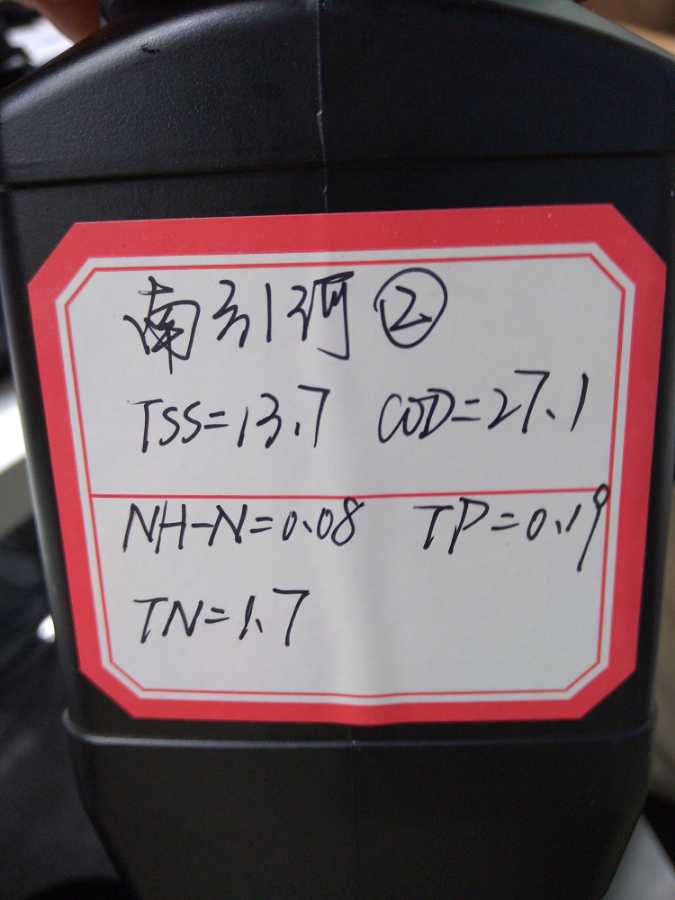 南引河②
TSS=13.7 COD=27.1
NH-N=0.08 TP=0.19
TN=1.7